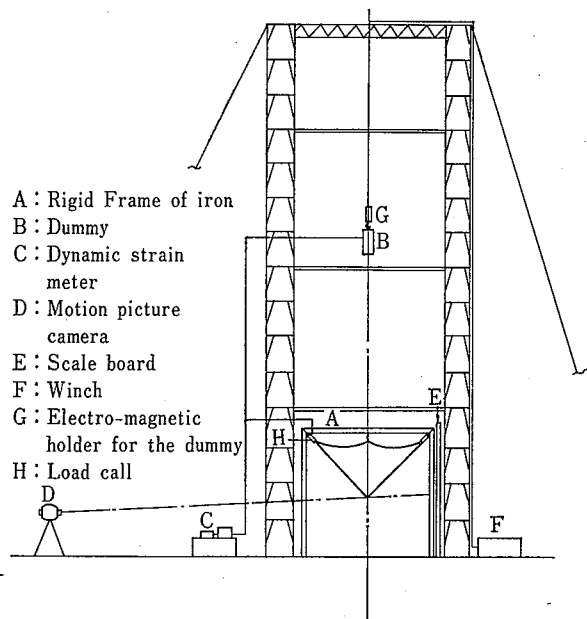 G
B
A : Rigid Frame of iron
B : Dummy
C : Dynamic strain
meter
D : Motion picture
camera
E : Scale board
F : Winch
G : Electro-magnetic
holder for the dummy
H : Load call
E
A
H
D
C
F